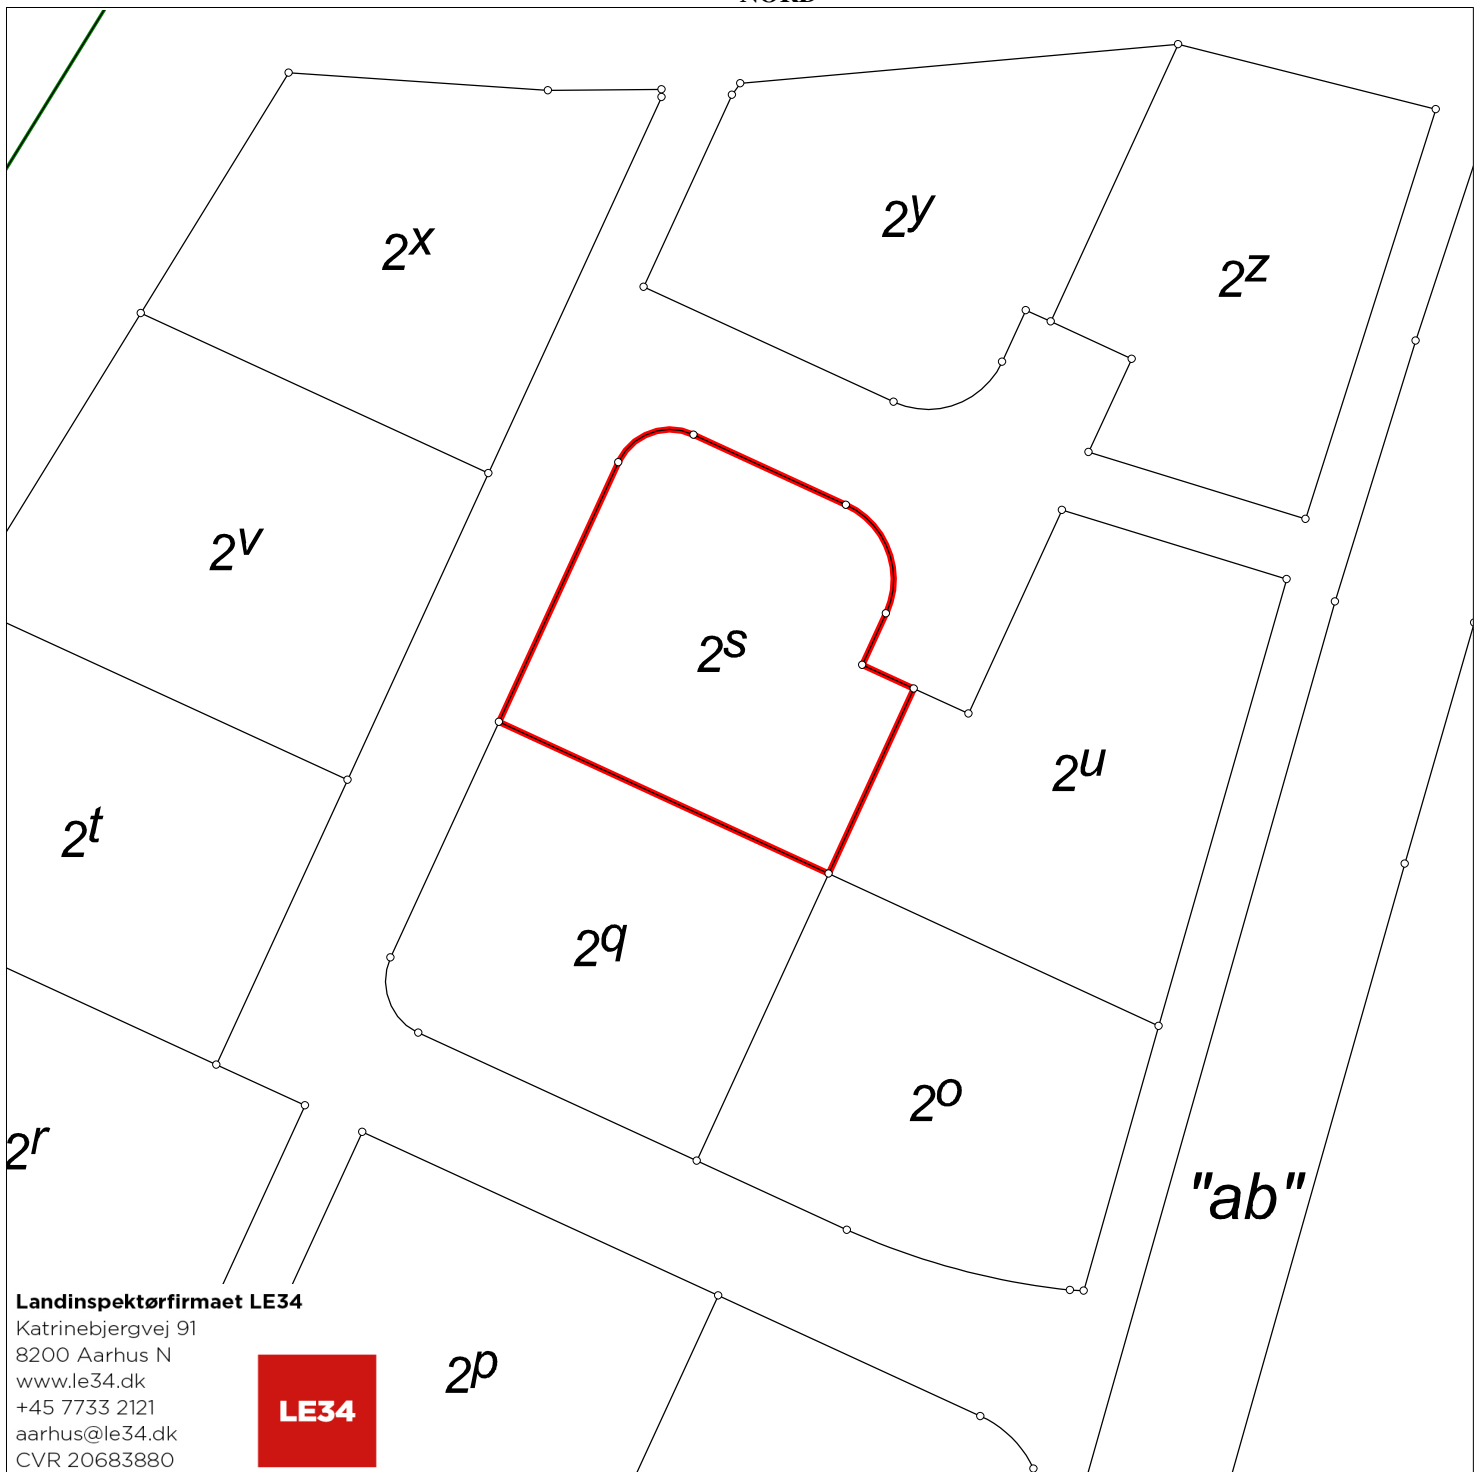 NORD
2x
2y
2z
2v
2s
2u
2t
2q
2o
2r
"ab"
2p
Landinspektørfirmaet LE34
Katrinebjergvej 91
8200 Aarhus N
www.le34.dk
+45 7733 2121
aarhus@le34.dk
CVR 20683880
LE34